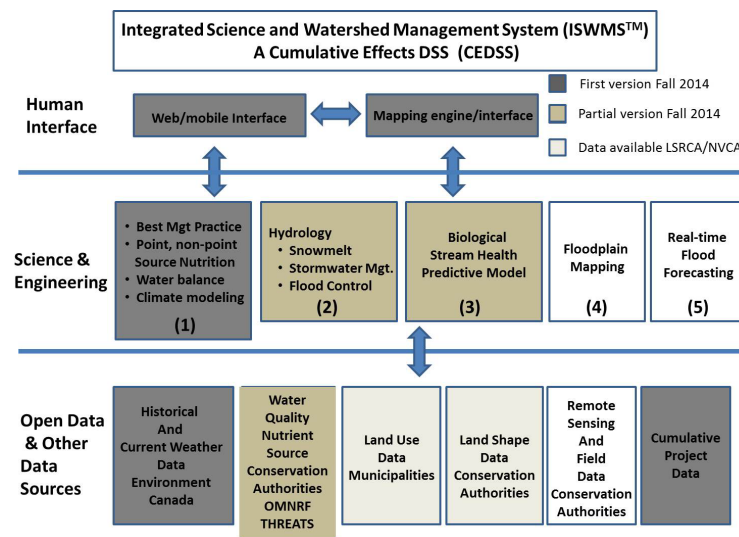 Integrated Science and Watershed Management System (ISWMS™)
A Cumulative Effects DSS (CEDSS)
First version Fall 2014
Partial version Fall 2014
Data available LSRCA/NVCA
Human
Interface
Web/mobile Interface
Mapping engine/interface
Science &
Engineering
• Best Mgt Practice
• Point, non-point
Source Nutrition
• Water balance
• Climate modeling
(1)
Hydrology
• Snowmelt
• Stormwater Mgt.
• Flood Control
(2)
Biological
Stream Health
Predictive Model
(3)
Floodplain
Mapping
(4)
Real-time
Flood
Forecasting
(5)
Open Data
& Other
Data
Sources
Historical
And
Current Weather
Data
Environment
Canada
Water
Quality
Nutrient
Source
Conservation
Authorities
OMNRF
THREATS
Land Use
Data
Municipalities
Land Shape
Data
Conservation
Authorities
Remote
Sensing
And
Field
Data
Conservation
Authorities
Cumulative
Project
Data